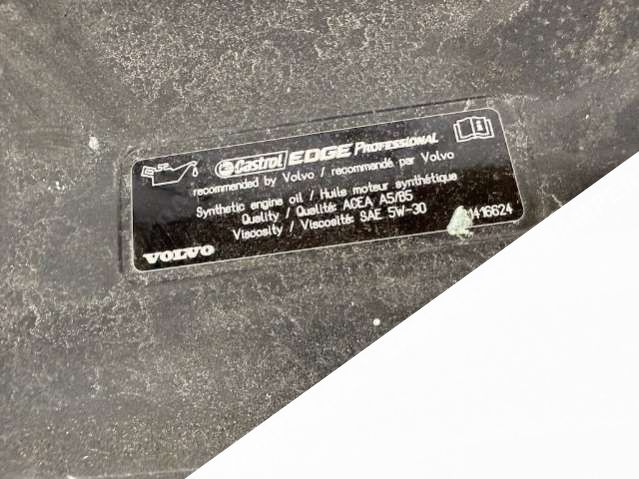 Castrol EDGE PROFESSIONAL
recommended by Volvo / recommandé par Volvo
Synthetic engine oil / Huile moteur synthétique
Quality / Qualité: ACEA A5/B5
Viscosity / Viscosité: SAE 5W-30
VOLVO
1416624